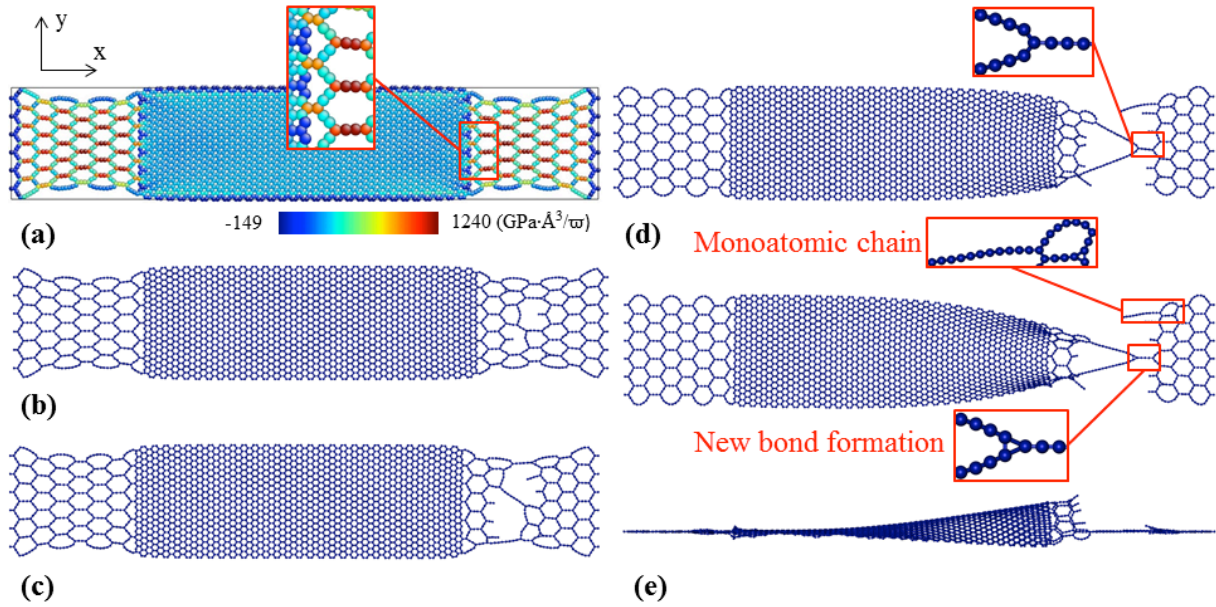 y
x
-149
1240 (GPa·Å³/ϖ)
(a)
(b)
(c)
(d)
Monoatomic chain
New bond formation
(e)